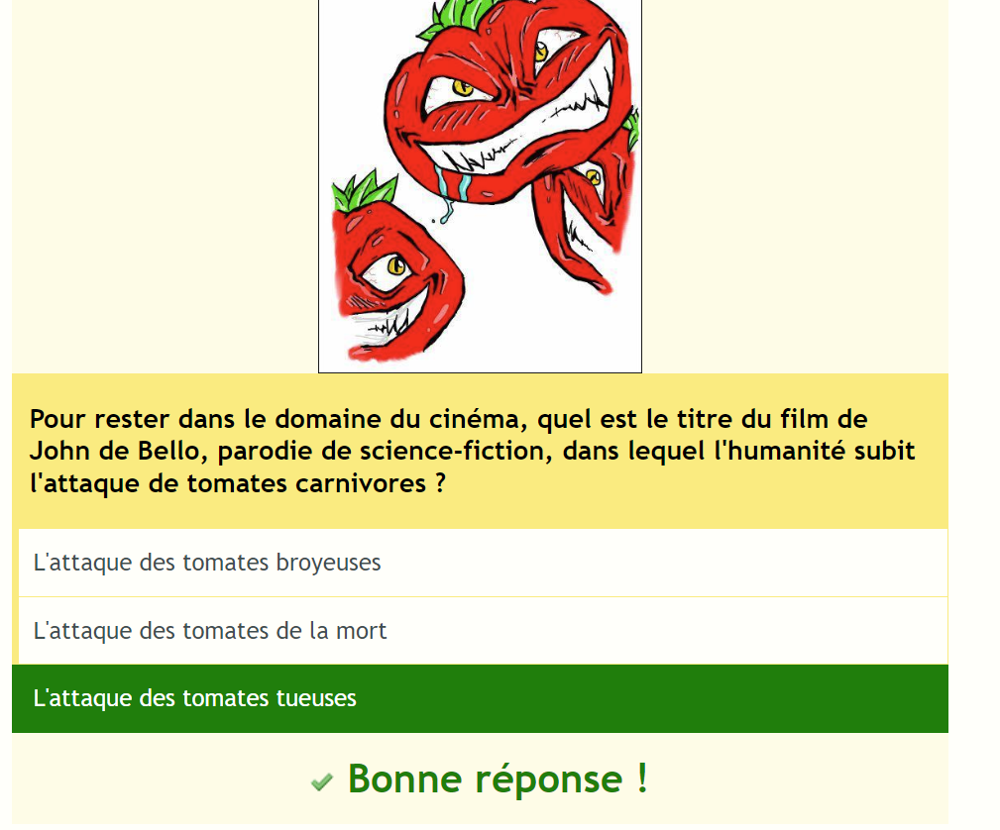 Pour rester dans le domaine du cinéma, quel est le titre du film de
John de Bello, parodie de science-fiction, dans lequel l'humanité subit
l'attaque de tomates carnivores ?
L'attaque des tomates broyeuses
L'attaque des tomates de la mort
L'attaque des tomates tueuses
Bonne réponse !